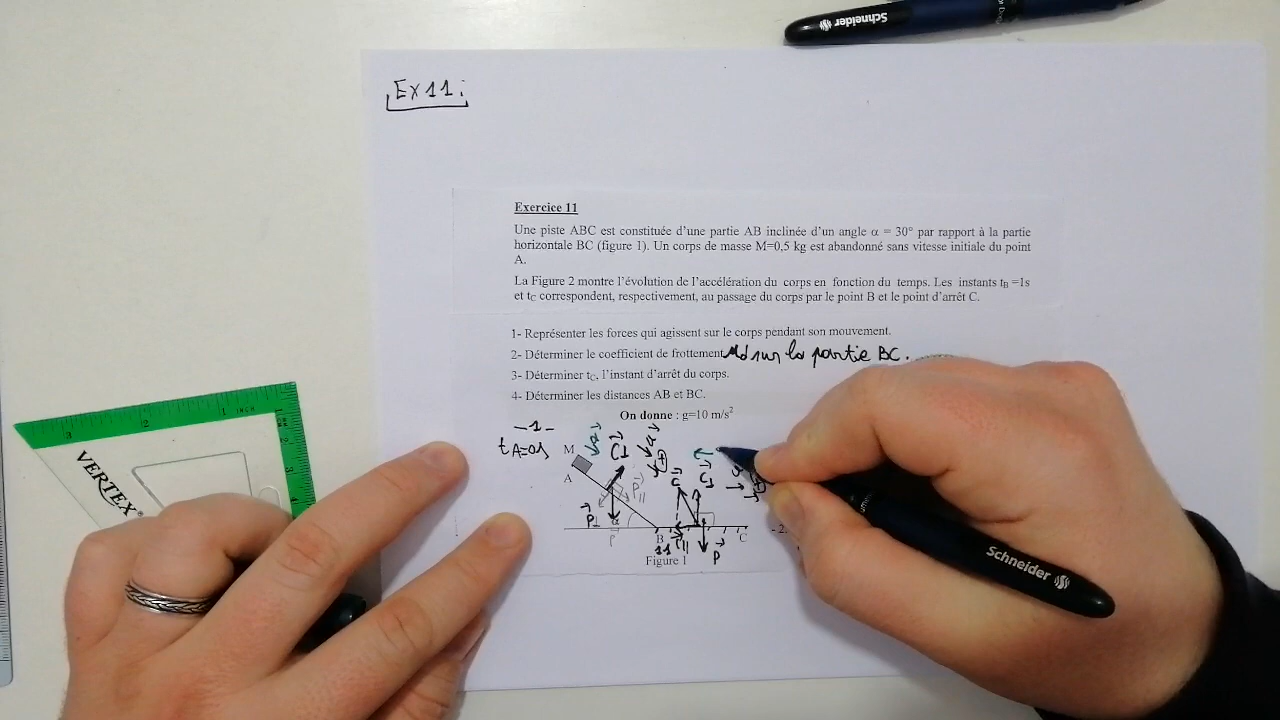 Schneider
Ex 11 :
Exercice 11
Une piste ABC est constituée d'une partie AB inclinée d'un angle α = 30° par rapport à la partie
horizontale BC (figure 1). Un corps de masse M=0,5 kg est abandonné sans vitesse initiale du point
A.
La Figure 2 montre l'évolution de l'accélération du corps en fonction du temps. Les instants tB =1s
et tC correspondent, respectivement, au passage du corps par le point B et le point d'arrêt C.
1- Représenter les forces qui agissent sur le corps pendant son mouvement.
2- Déterminer le coefficient de frottement μd sur la partie BC.
3- Déterminer tC, l'instant d'arrêt du corps.
4- Déterminer les distances AB et BC.
On donne : g=10 m/s²
-1-
tA=0s
M
A
P⊥
P∥
B
C
P
Figure 1
VERTEX
INCH
Schneider